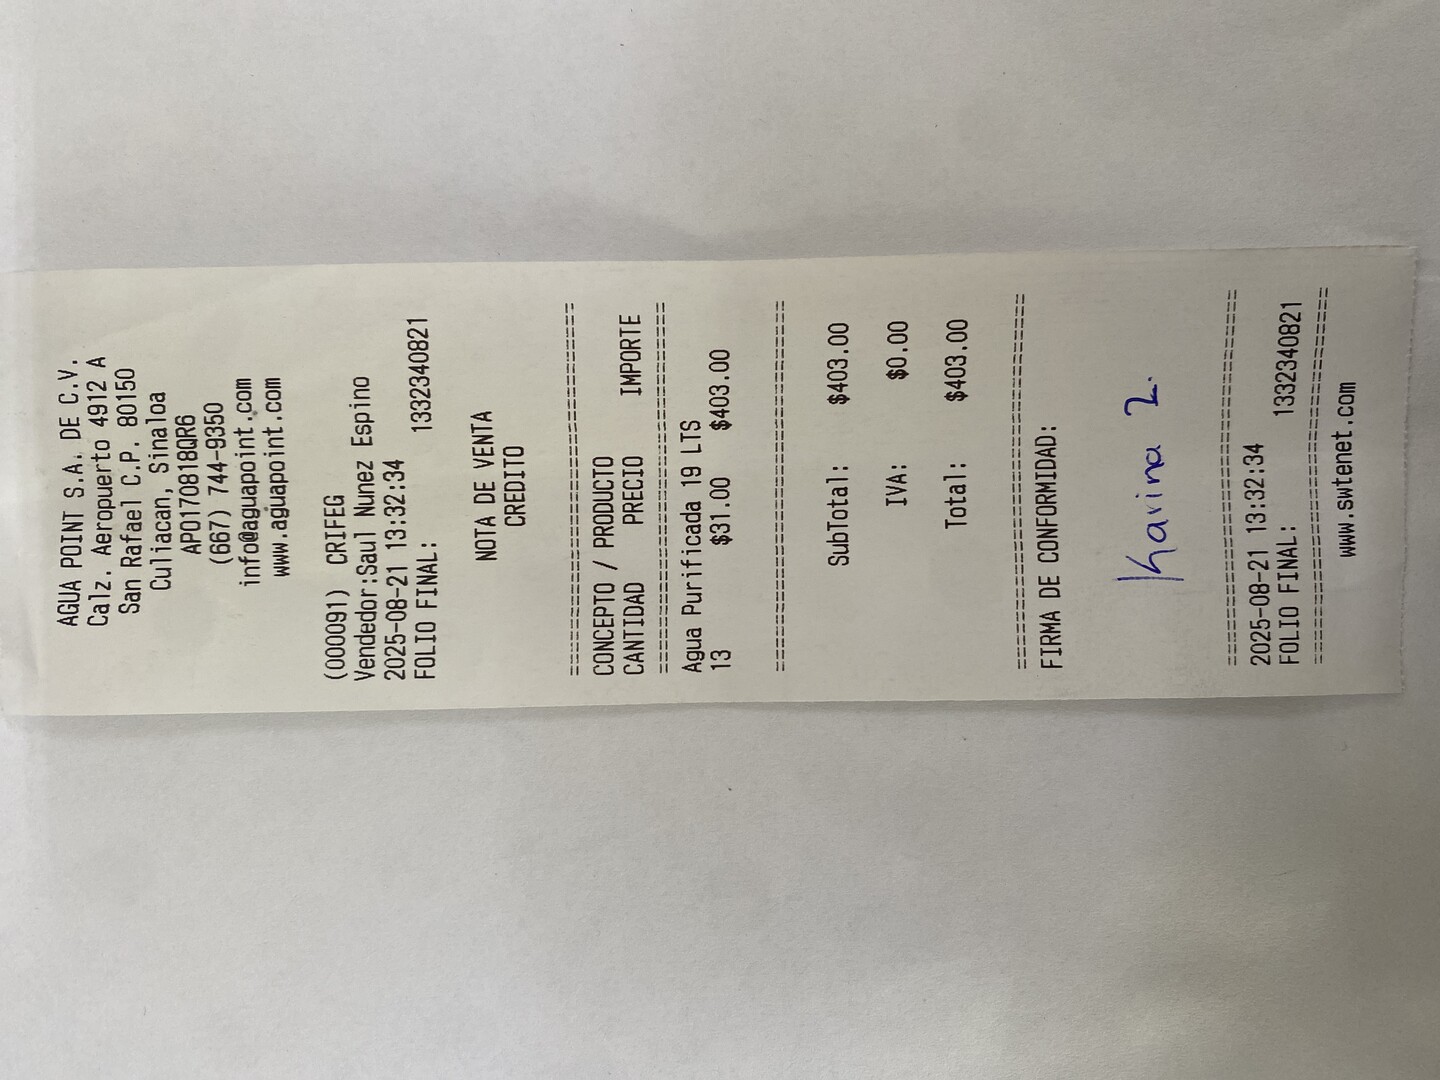 AGUA POINT S.A. DE C.V.
Calz. Aeropuerto 4912 A
San Rafael C.P. 80150
Culiacan, Sinaloa
APO170818QR6
(667) 744-9350
info@aguapoint.com
www.aguapoint.com
(000091) CRIFEG
Vendedor:Saul Nunez Espino
2025-08-21 13:32:34
FOLIO FINAL: 1332340821
NOTA DE VENTA
CREDITO
CONCEPTO / PRODUCTO
CANTIDAD PRECIO IMPORTE
Agua Purificada 19 LTS
13 $31.00 $403.00
SubTotal: $403.00
IVA: $0.00
Total: $403.00
FIRMA DE CONFORMIDAD:
Karina Z.
2025-08-21 13:32:34
FOLIO FINAL: 1332340821
www.swtenet.com